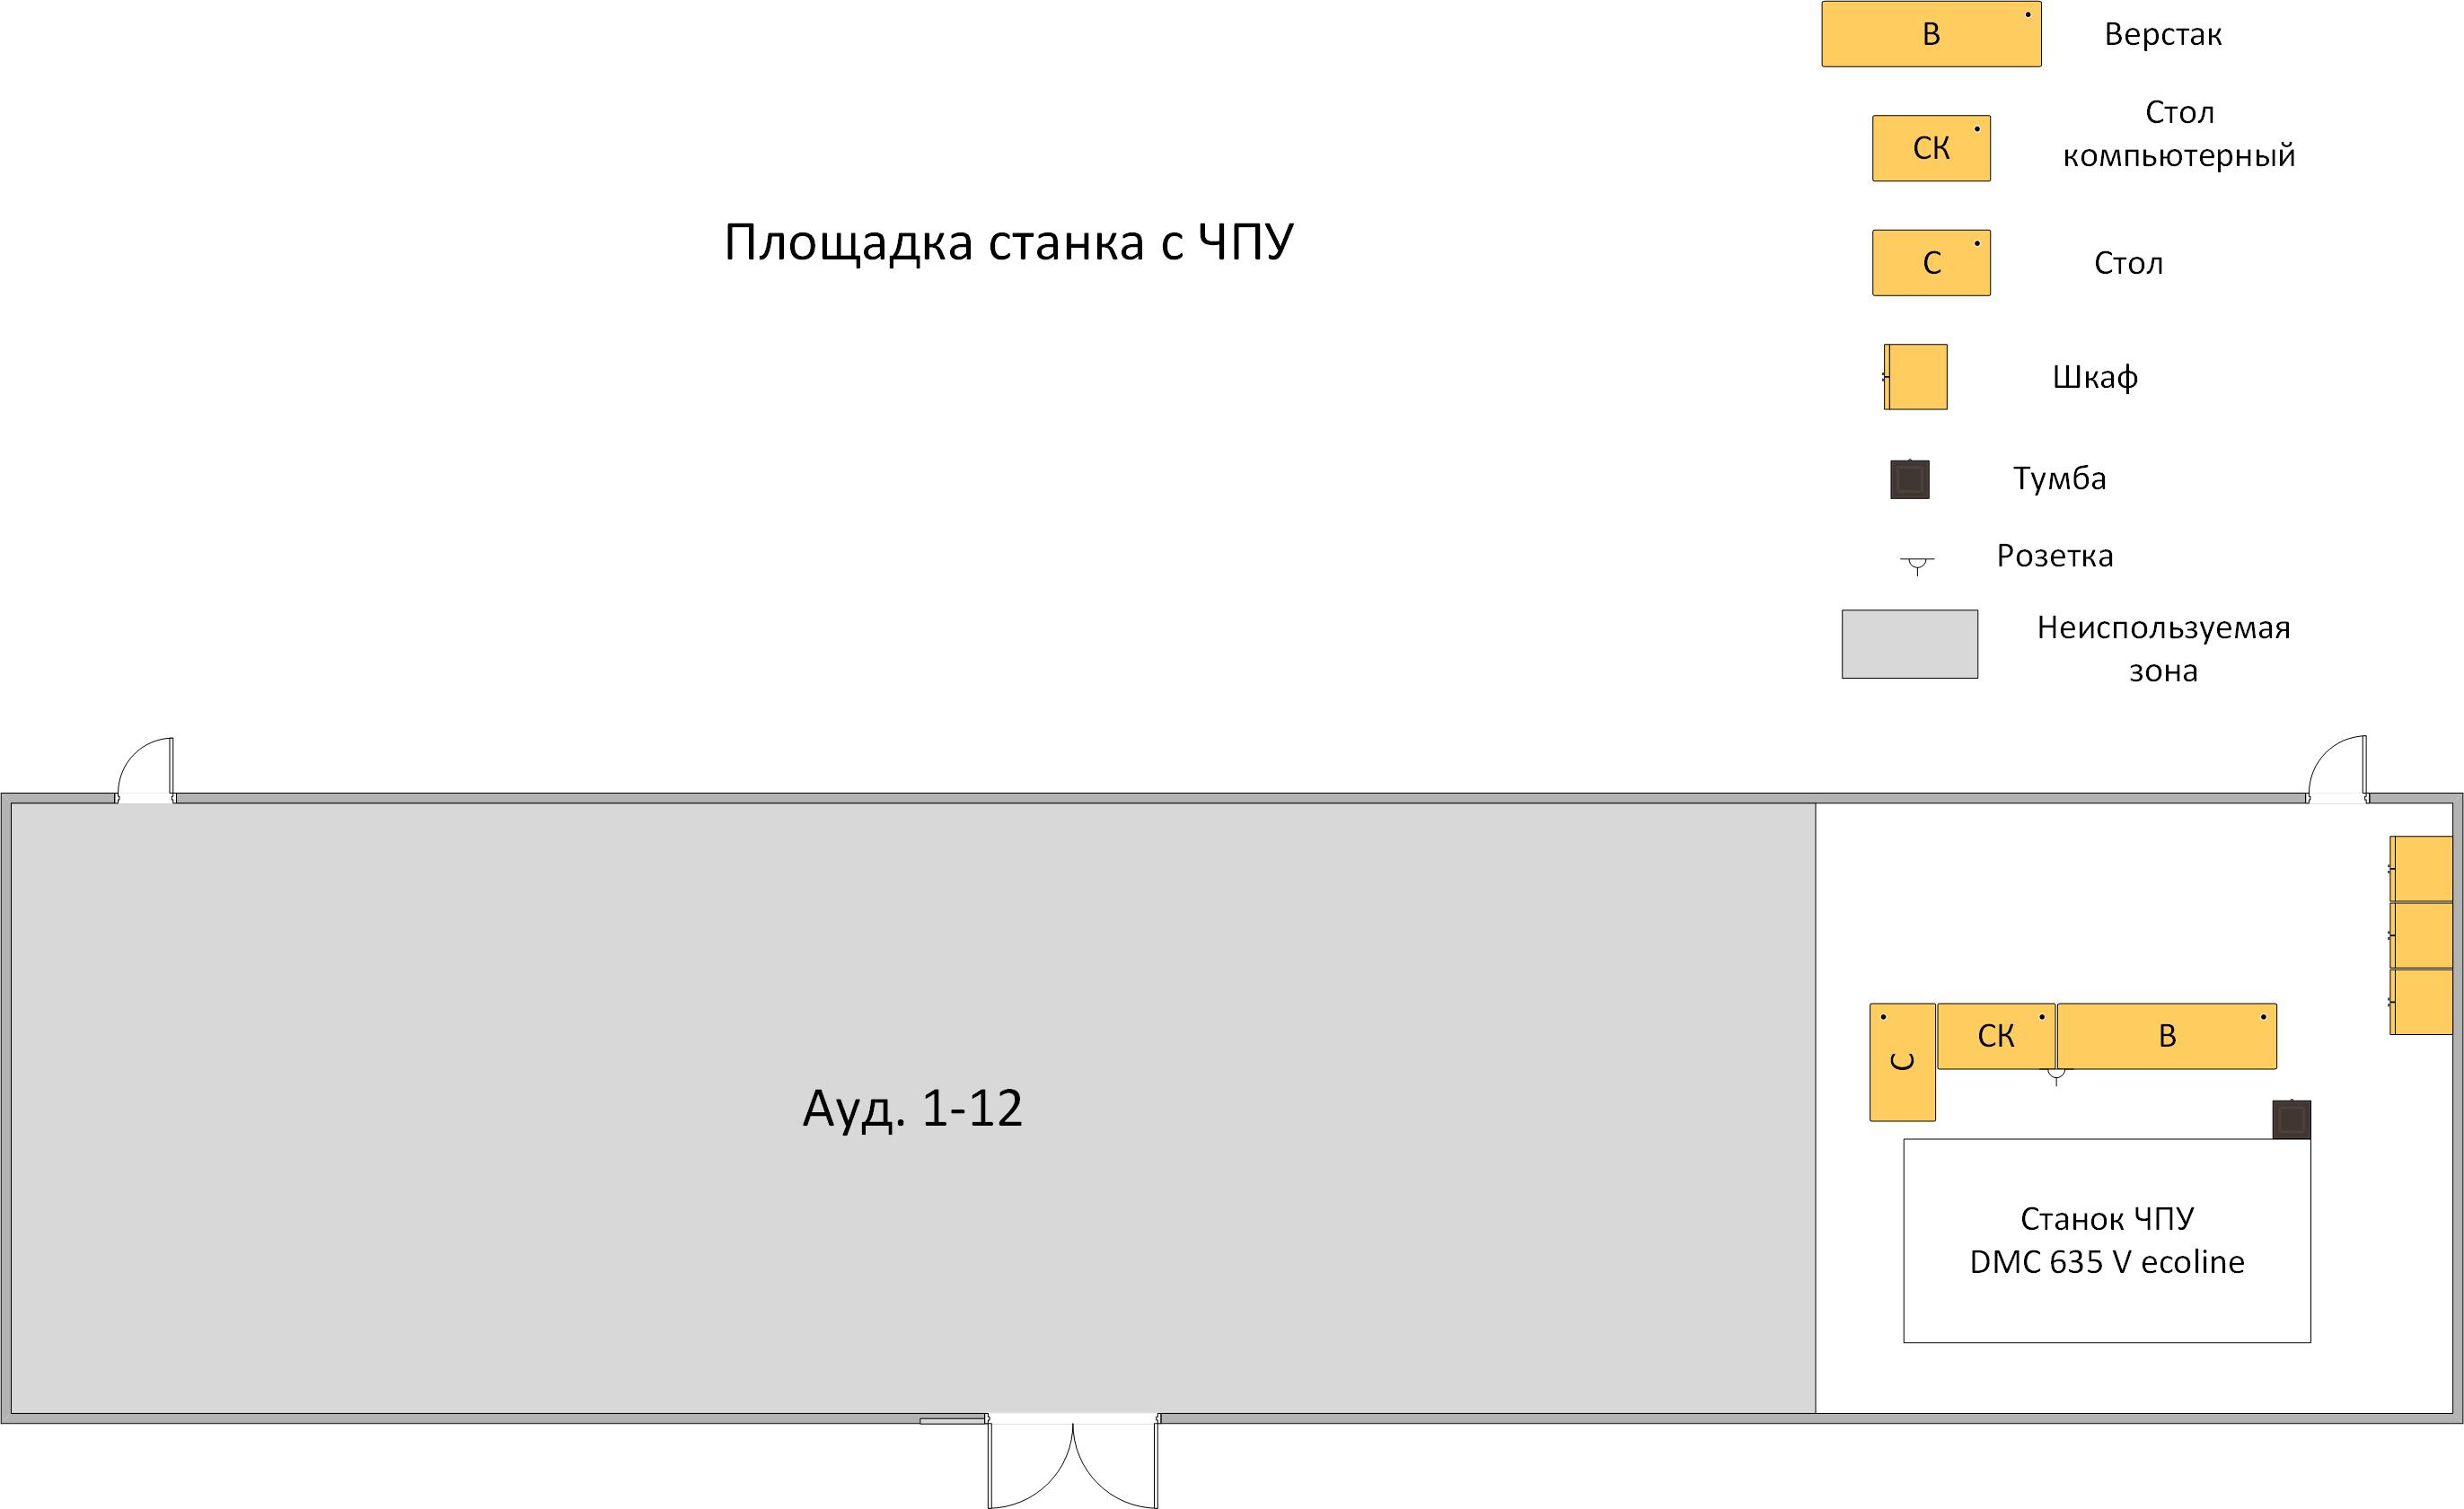 В
Верстак
СК
Стол
компьютерный
Площадка станка с ЧПУ
С
Стол
Шкаф
Тумба
Розетка
Неиспользуемая
зона
С
СК
В
Ауд. 1-12
Станок ЧПУ
DMC 635 V ecoline